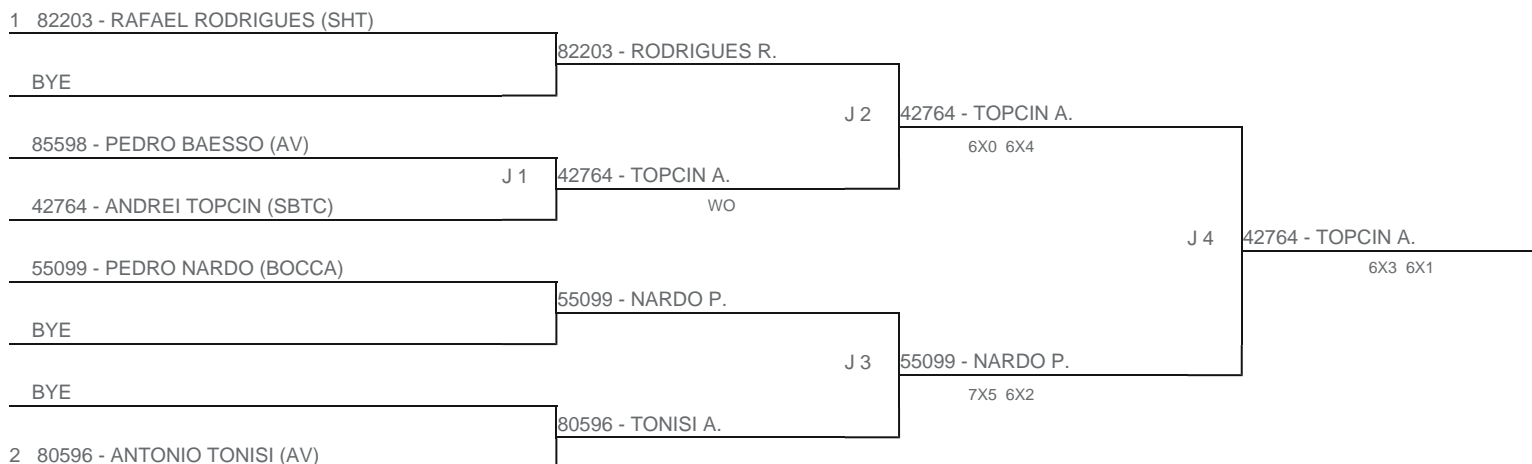 1 82203 - RAFAEL RODRIGUES (SHT)
82203 - RODRIGUES R.
BYE
J 2 42764 - TOPCIN A.
85598 - PEDRO BAESSO (AV)
6X0 6X4
J 1 42764 - TOPCIN A.
42764 - ANDREI TOPCIN (SBTC)
WO
J 4 42764 - TOPCIN A.
55099 - PEDRO NARDO (BOCCA)
6X3 6X1
55099 - NARDO P.
BYE
J 3 55099 - NARDO P.
BYE
7X5 6X2
80596 - TONISI A.
2 80596 - ANTONIO TONISI (AV)